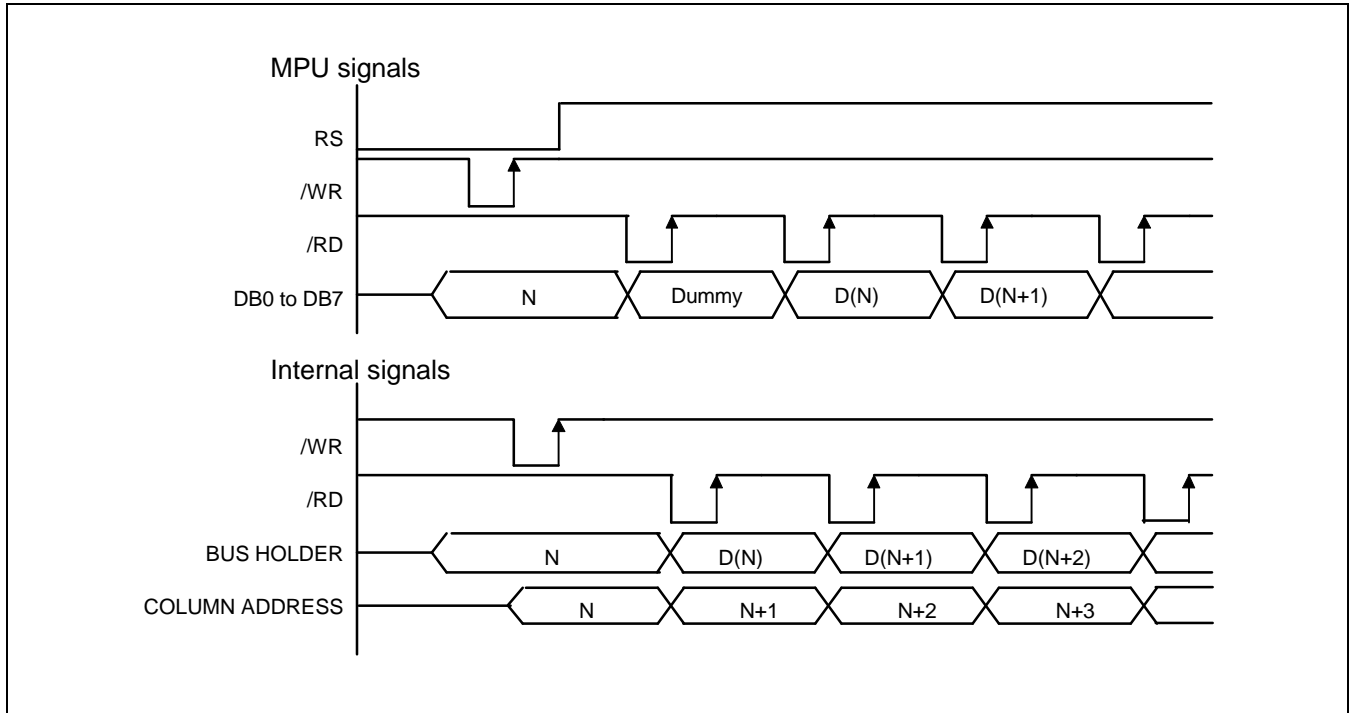 MPU signals
RS
/WR
/RD
DB0 to DB7 N Dummy D(N) D(N+1)
Internal signals
/WR
/RD
BUS HOLDER N D(N) D(N+1) D(N+2)
COLUMN ADDRESS N N+1 N+2 N+3